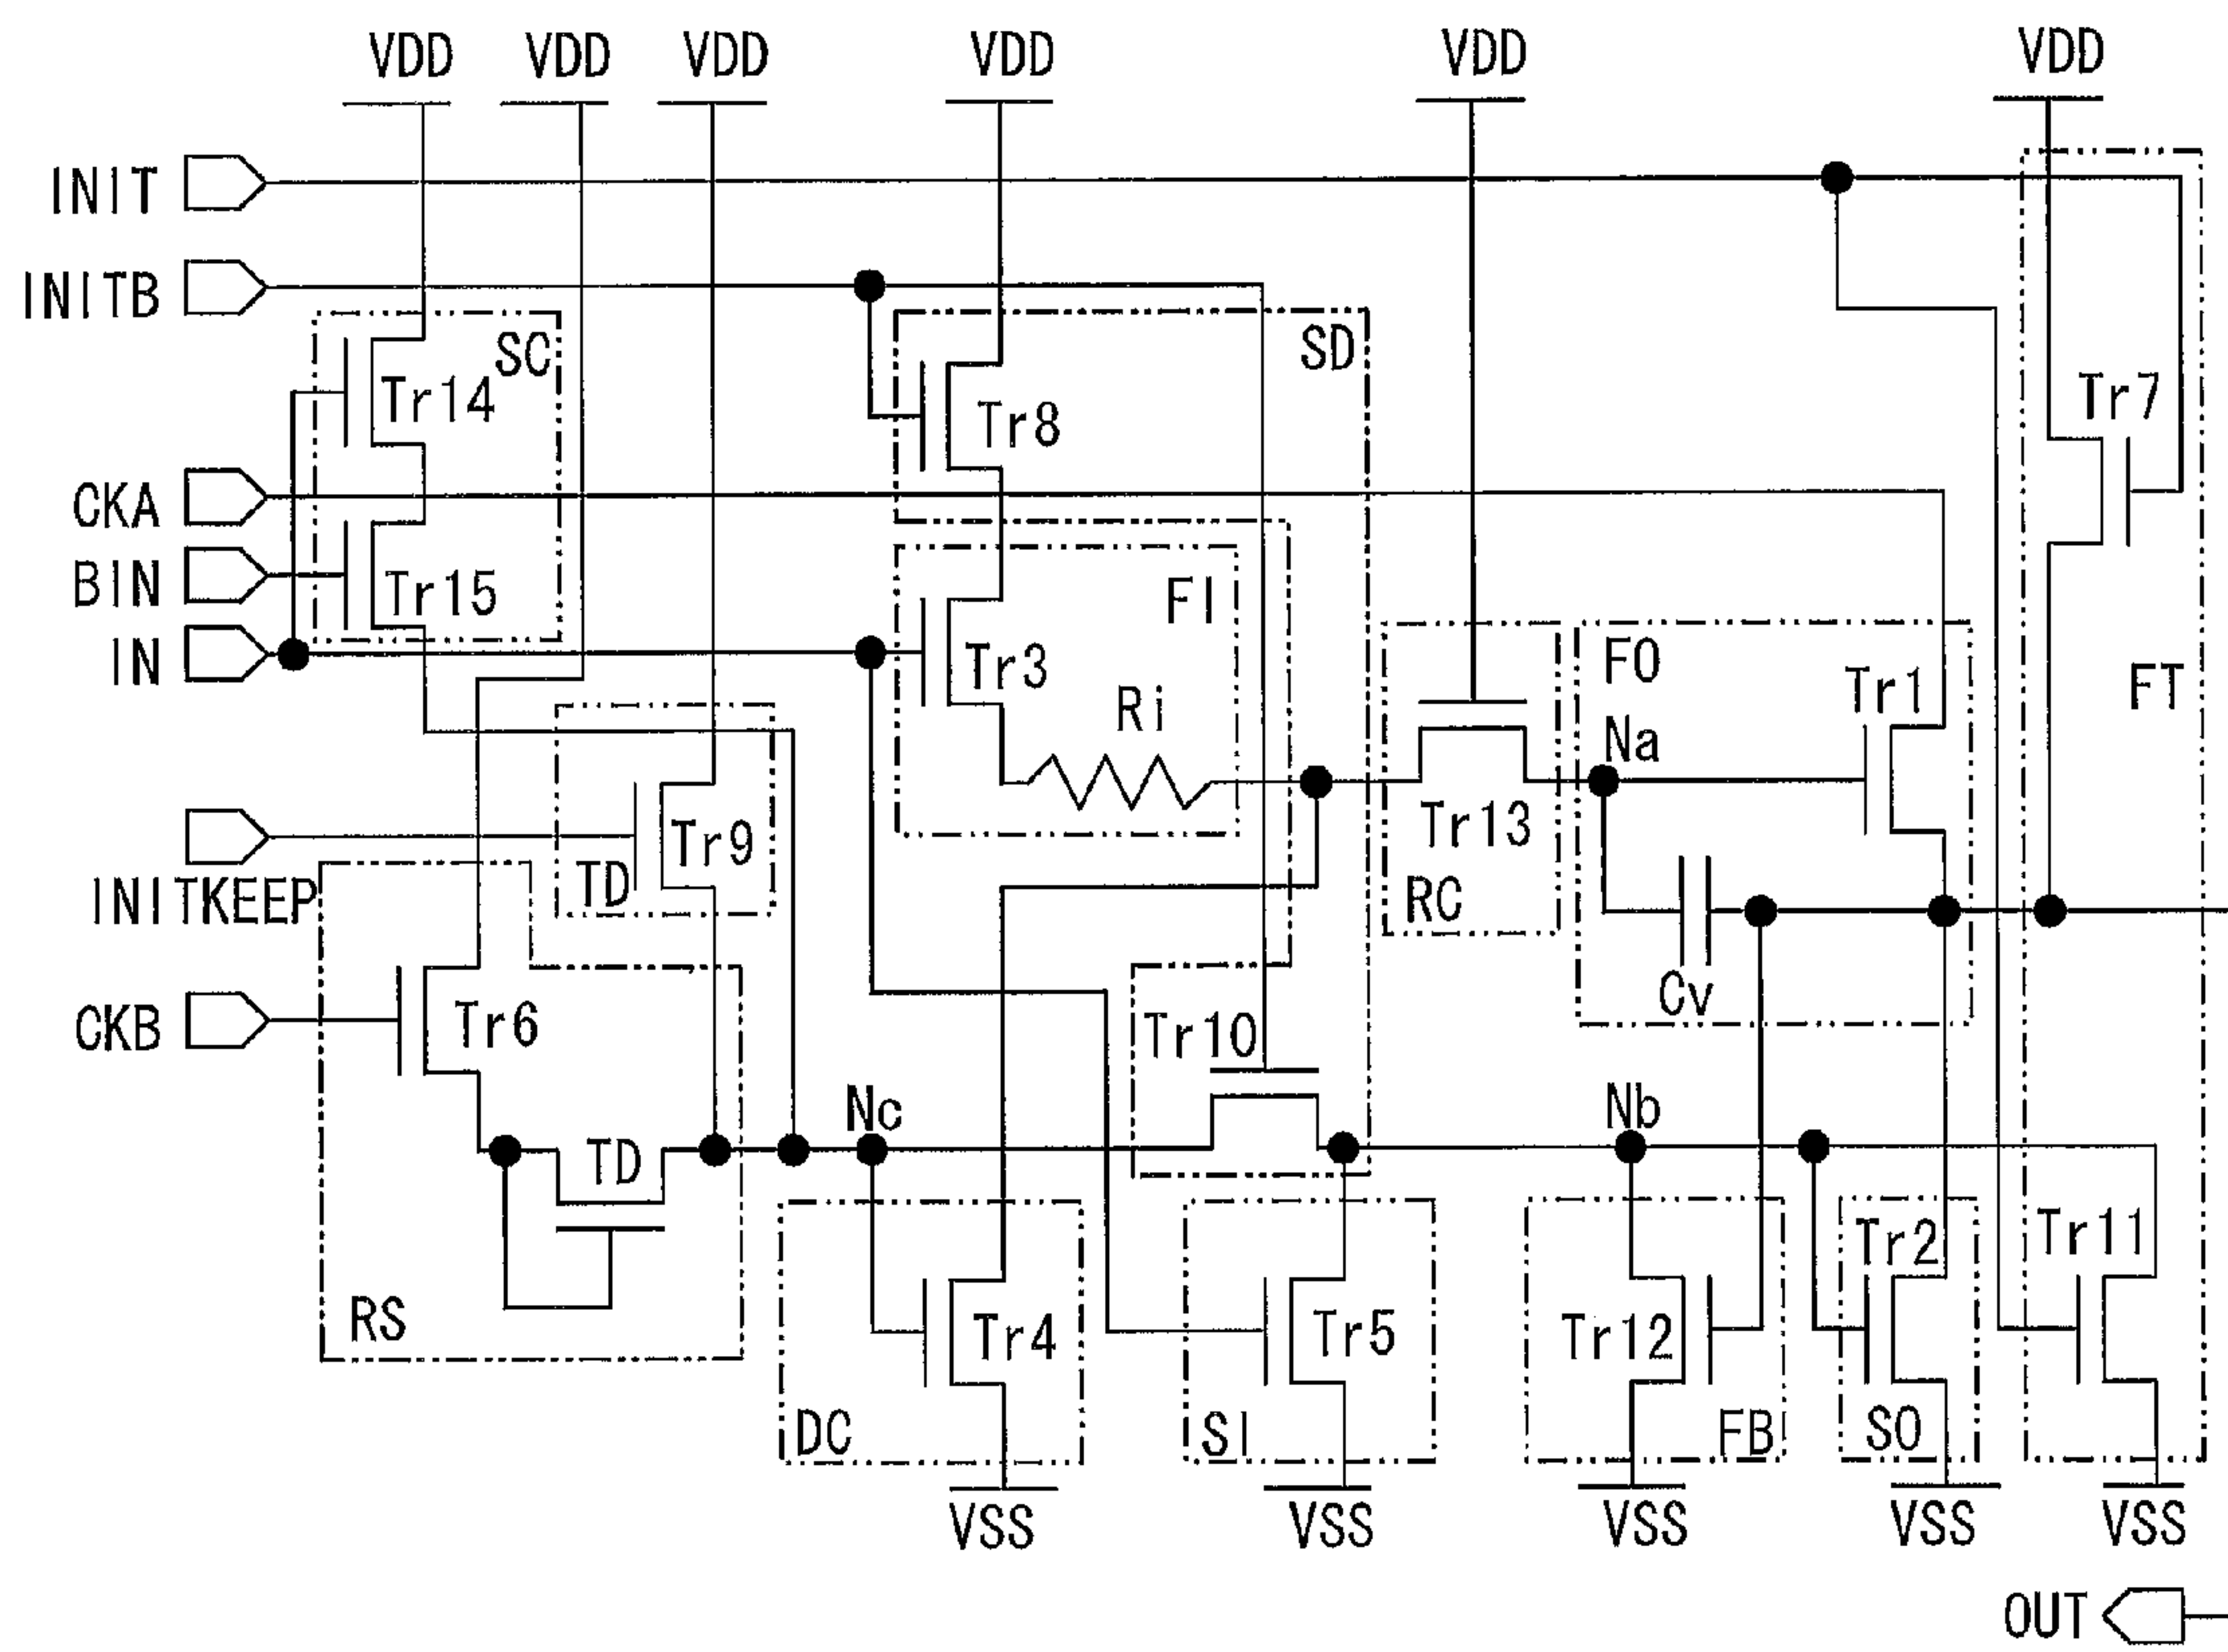 VDD VDD VDD VDD VDD VDD
INIT
INITB
SC
SD
Tr14
Tr8
Tr7
CKA
BIN
Tr15
FI
IN
Tr3
FO
Tr1
FT
Ri
Na
Tr13
Tr9
TD
INITKEEP
RC
Cv
CKB
Tr6
Tr10
Nc
Nb
TD
Tr2
Tr11
RS
Tr4
Tr5
Tr12
DC
SI
FB
SO
VSS VSS VSS VSS VSS
OUT